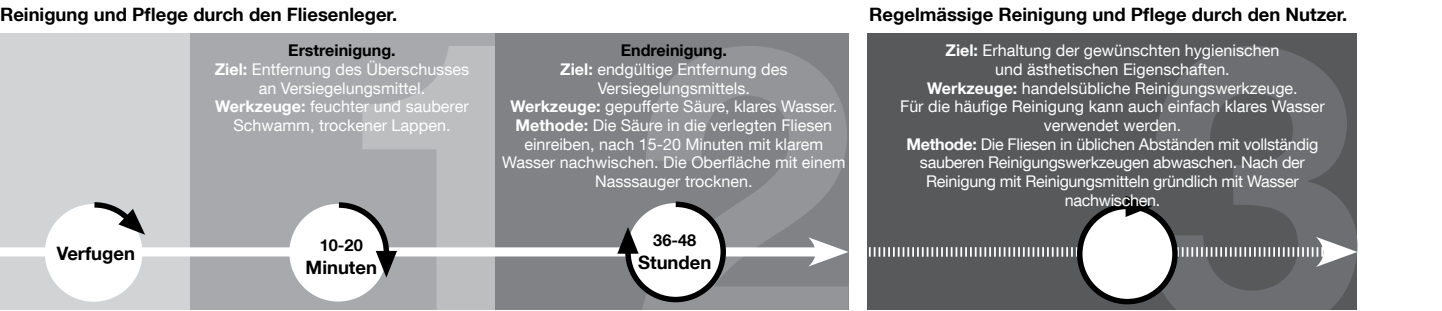 Reinigung und Pflege durch den Fliesenleger.
Verfugen
1
Erstreinigung.
Ziel: Entfernung des Überschusses
an Versiegelungsmittel.
Werkzeuge: feuchter und sauberer
Schwamm, trockener Lappen.
10-20
Minuten
2
Endreinigung.
Ziel: endgültige Entfernung des
Versiegelungsmittels.
Werkzeuge: gepufferte Säure, klares Wasser.
Methode: Die Säure in die verlegten Fliesen
einreiben, nach 15-20 Minuten mit klarem
Wasser nachwischen. Die Oberfläche mit einem
Nasssauger trocknen.
36-48
Stunden
Regelmässige Reinigung und Pflege durch den Nutzer.
3
Ziel: Erhaltung der gewünschten hygienischen
und ästhetischen Eigenschaften.
Werkzeuge: handelsübliche Reinigungswerkzeuge.
Für die häufige Reinigung kann auch einfach klares Wasser
verwendet werden.
Methode: Die Fliesen in üblichen Abständen mit vollständig
sauberen Reinigungswerkzeugen abwaschen. Nach der
Reinigung mit Reinigungsmitteln gründlich mit Wasser
nachwischen.